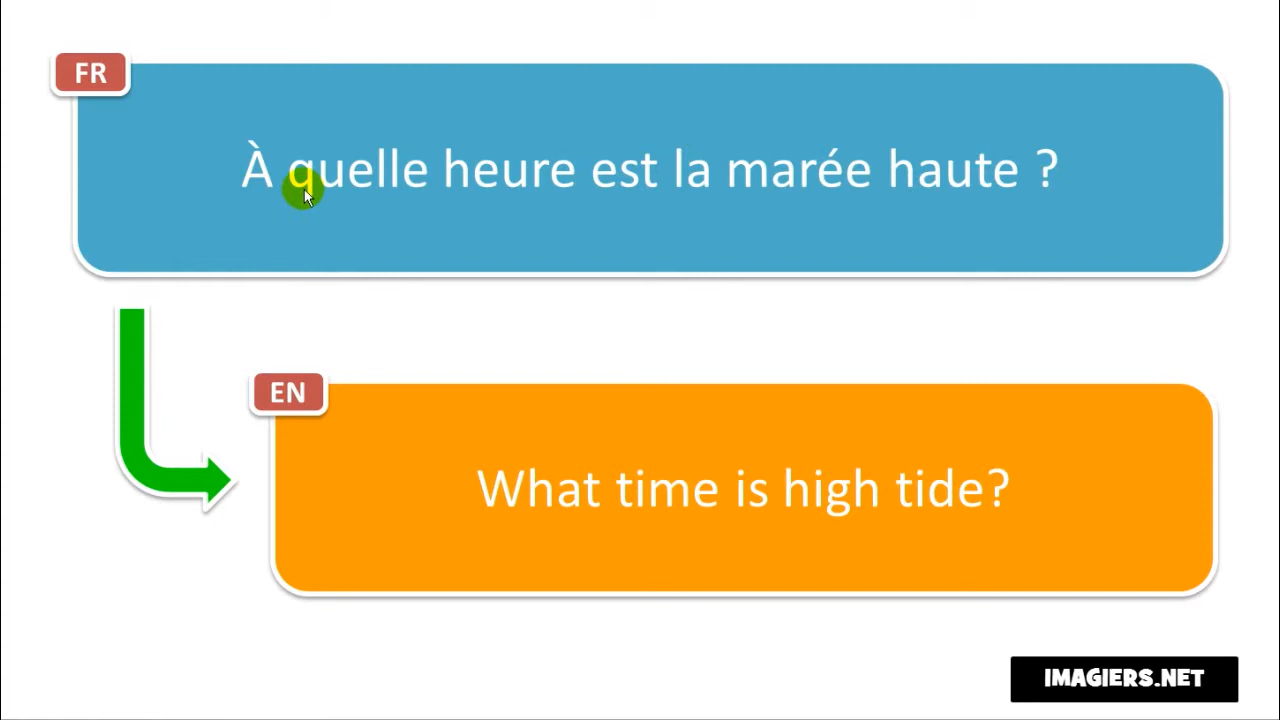 FR
À quelle heure est la marée haute ?
EN
What time is high tide?
IMAGIERS.NET